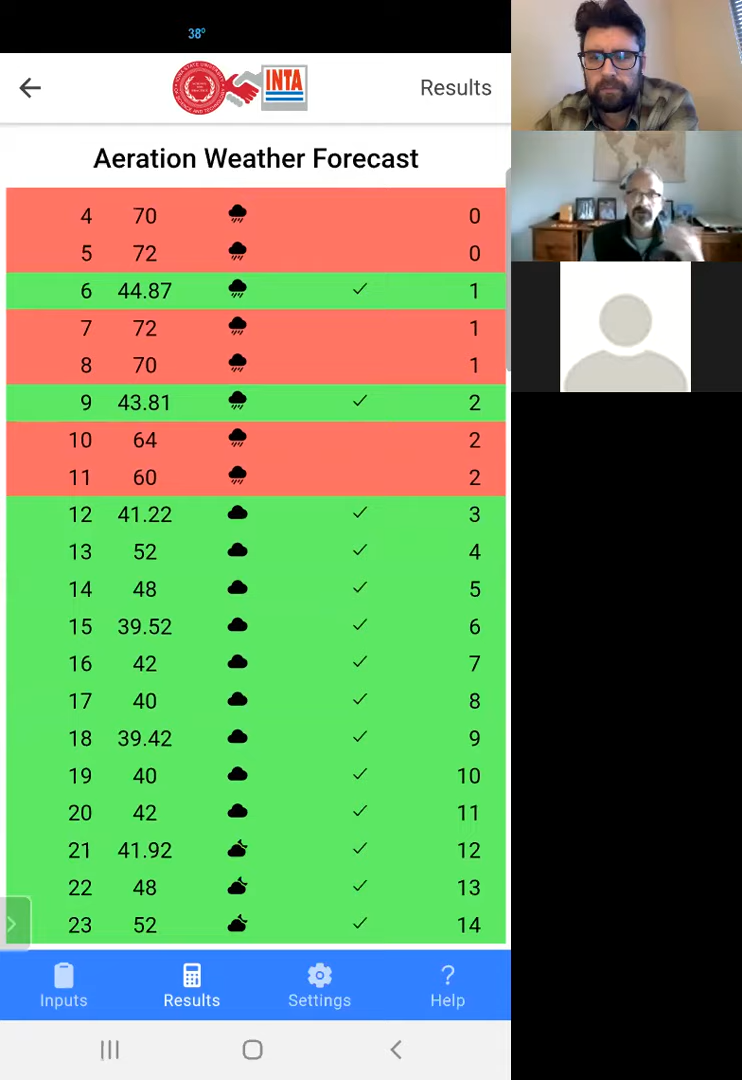 38°
IOWA STATE UNIVERSITY
INTA
Results
Aeration Weather Forecast
4 70 0
5 72 0
6 44.87 ✓ 1
7 72 1
8 70 1
9 43.81 ✓ 2
10 64 2
11 60 2
12 41.22 ✓ 3
13 52 ✓ 4
14 48 ✓ 5
15 39.52 ✓ 6
16 42 ✓ 7
17 40 ✓ 8
18 39.42 ✓ 9
19 40 ✓ 10
20 42 ✓ 11
21 41.92 ✓ 12
22 48 ✓ 13
23 52 ✓ 14
Inputs Results Settings Help